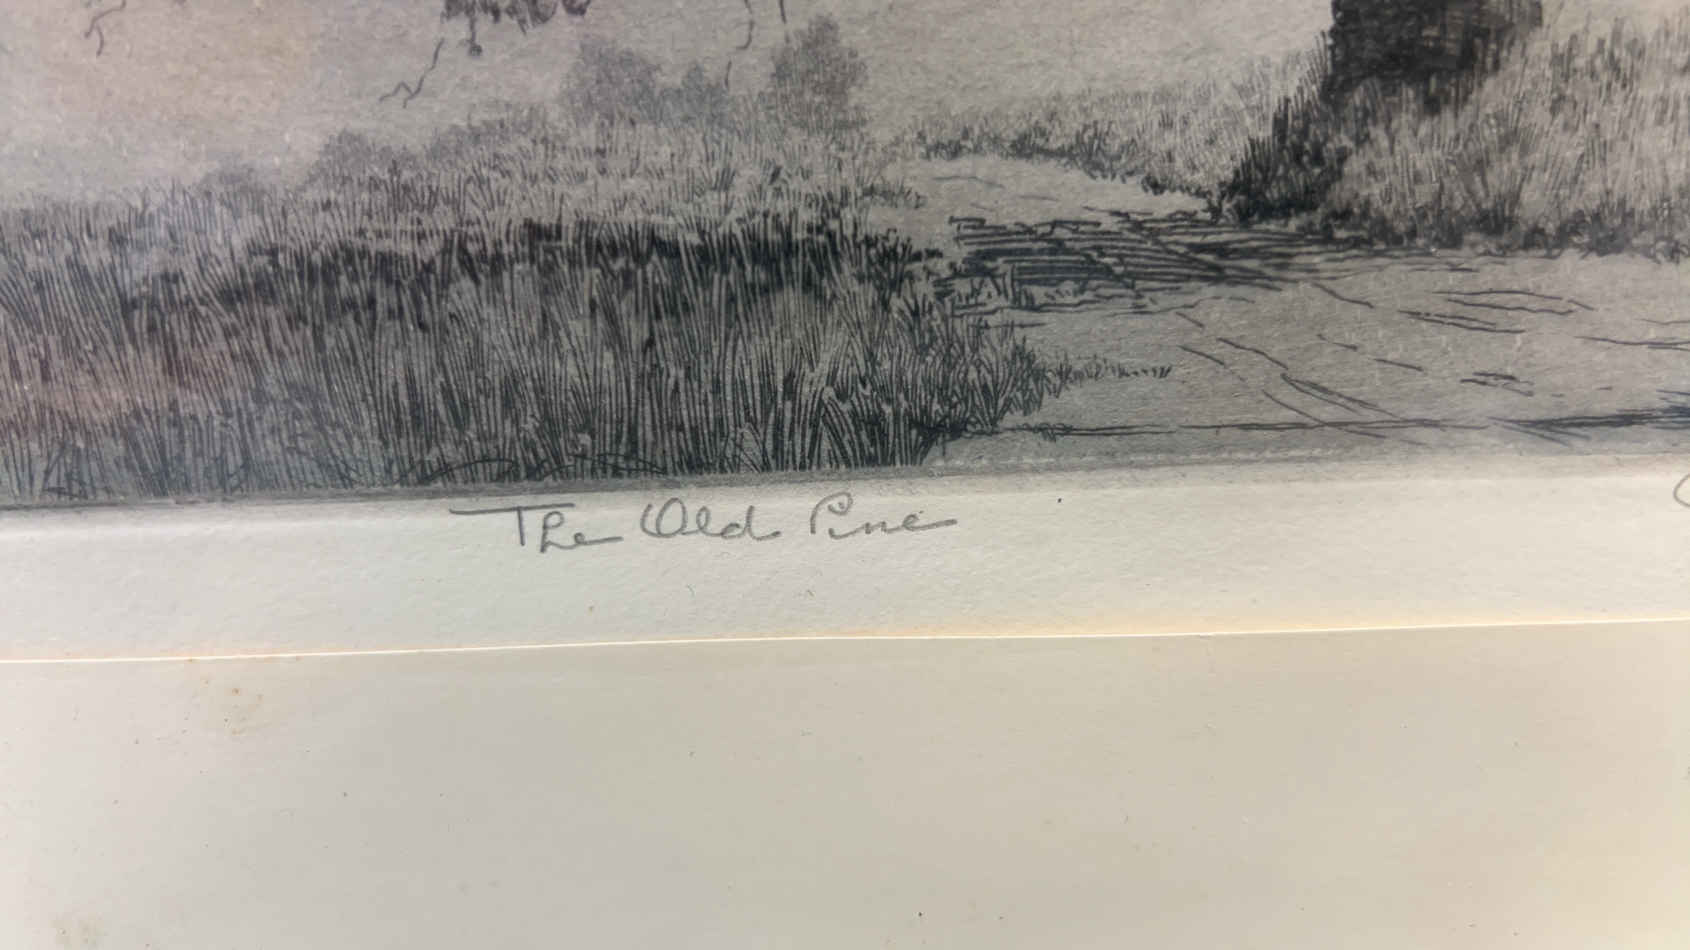 The Old Pine